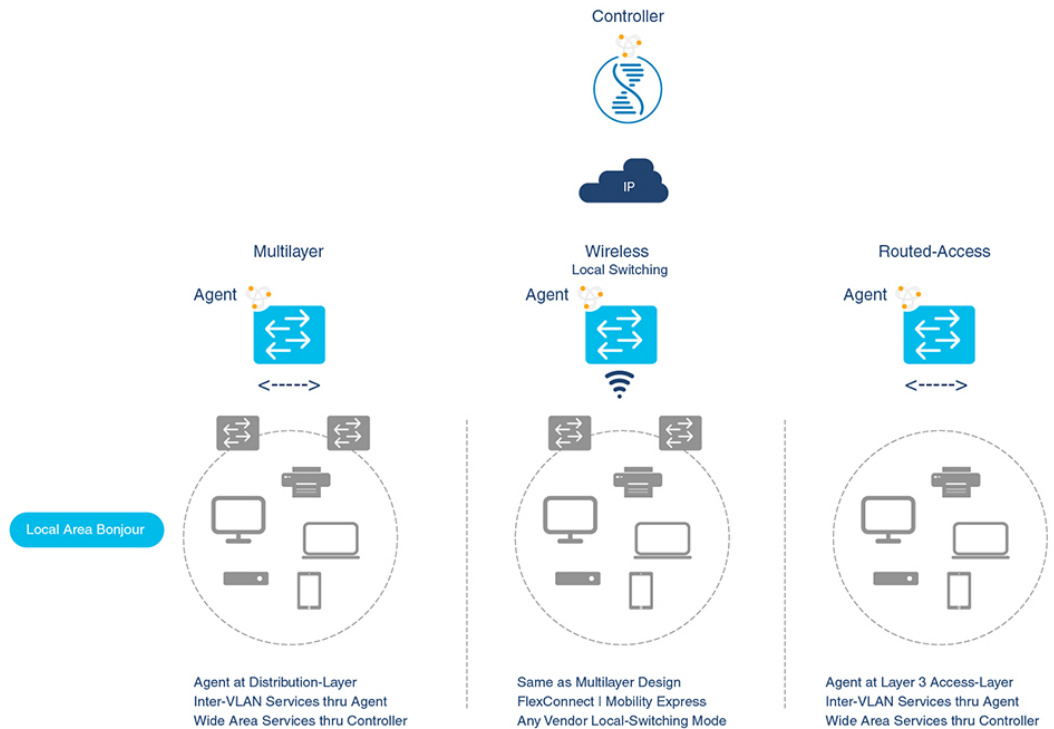 Controller
IP
Multilayer
Wireless
Local Switching
Routed-Access
Agent
Agent
Agent
<----->
<----->
Local Area Bonjour
Agent at Distribution-Layer
Inter-VLAN Services thru Agent
Wide Area Services thru Controller
Same as Multilayer Design
FlexConnect | Mobility Express
Any Vendor Local-Switching Mode
Agent at Layer 3 Access-Layer
Inter-VLAN Services thru Agent
Wide Area Services thru Controller